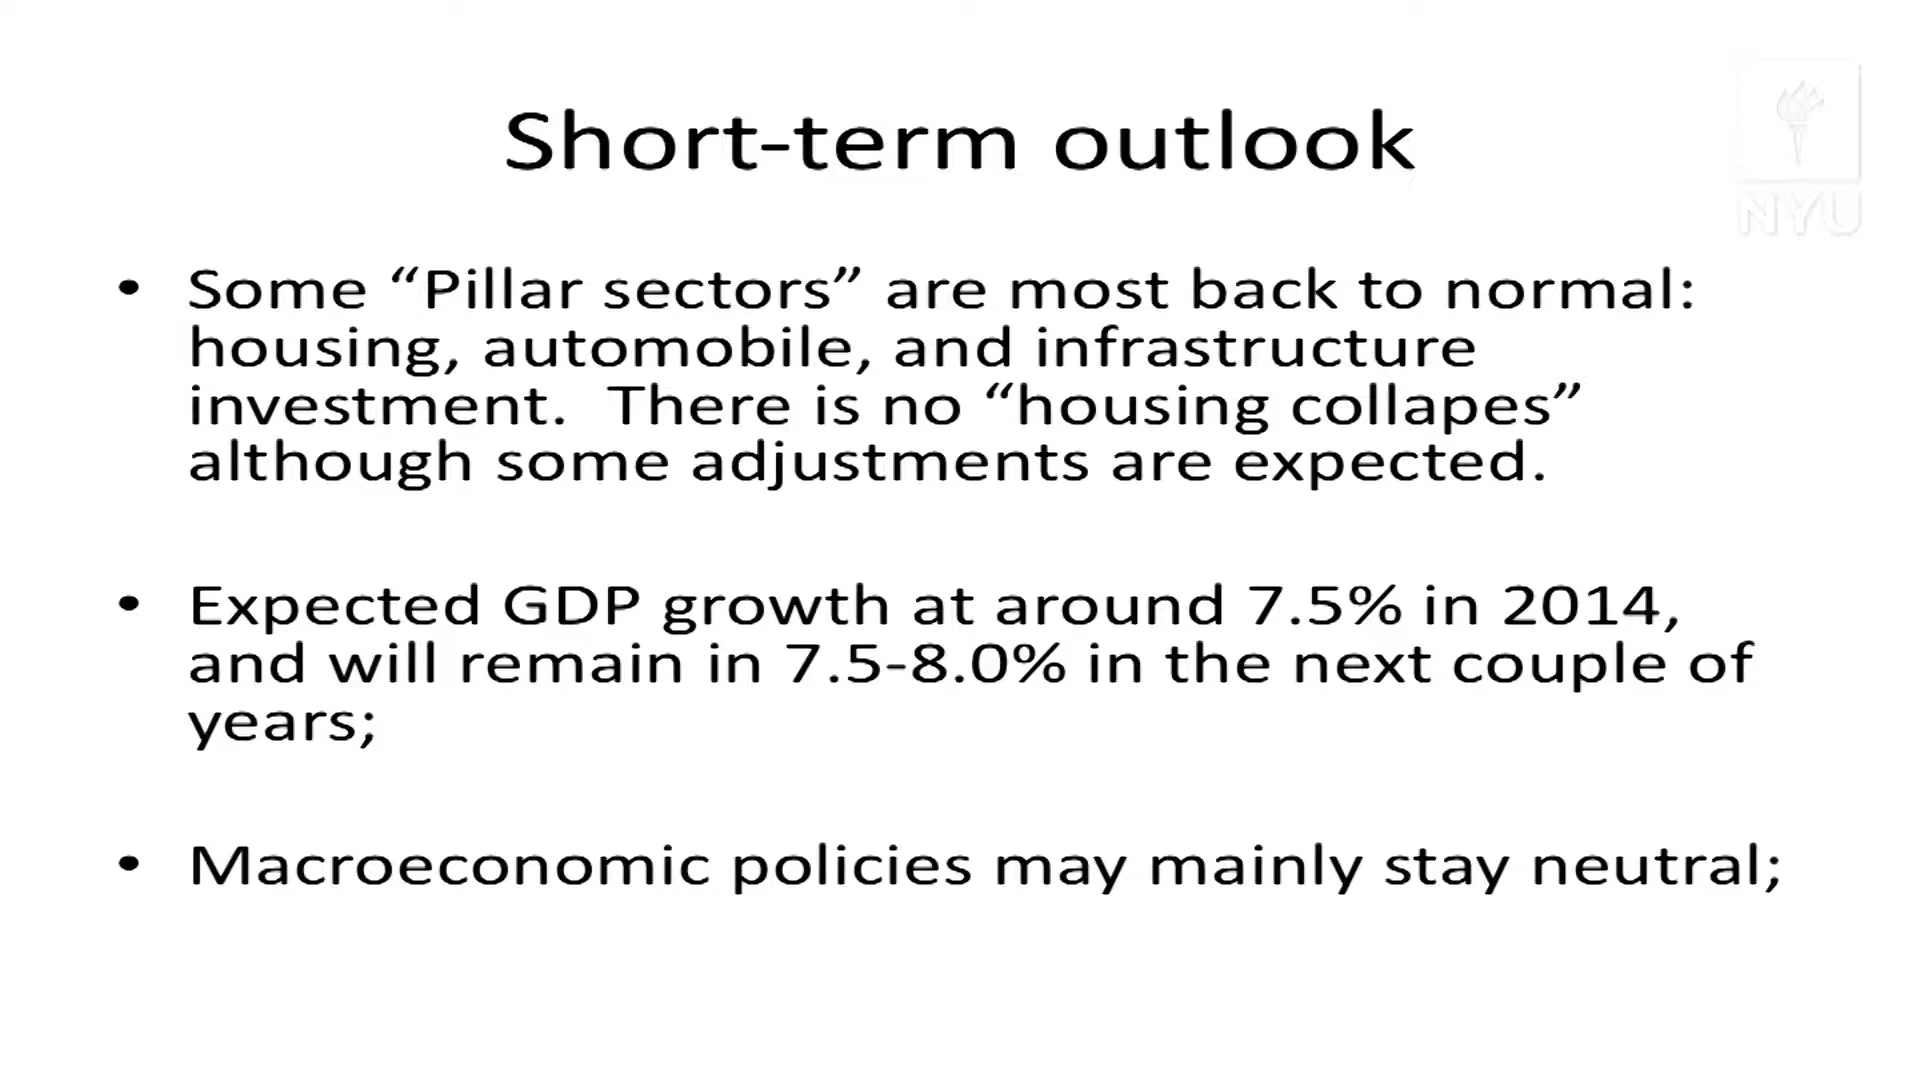 Short-term outlook
NYU
• Some “Pillar sectors” are most back to normal:
housing, automobile, and infrastructure
investment.  There is no “housing collapes”
although some adjustments are expected.
• Expected GDP growth at around 7.5% in 2014,
and will remain in 7.5-8.0% in the next couple of
years;
• Macroeconomic policies may mainly stay neutral;